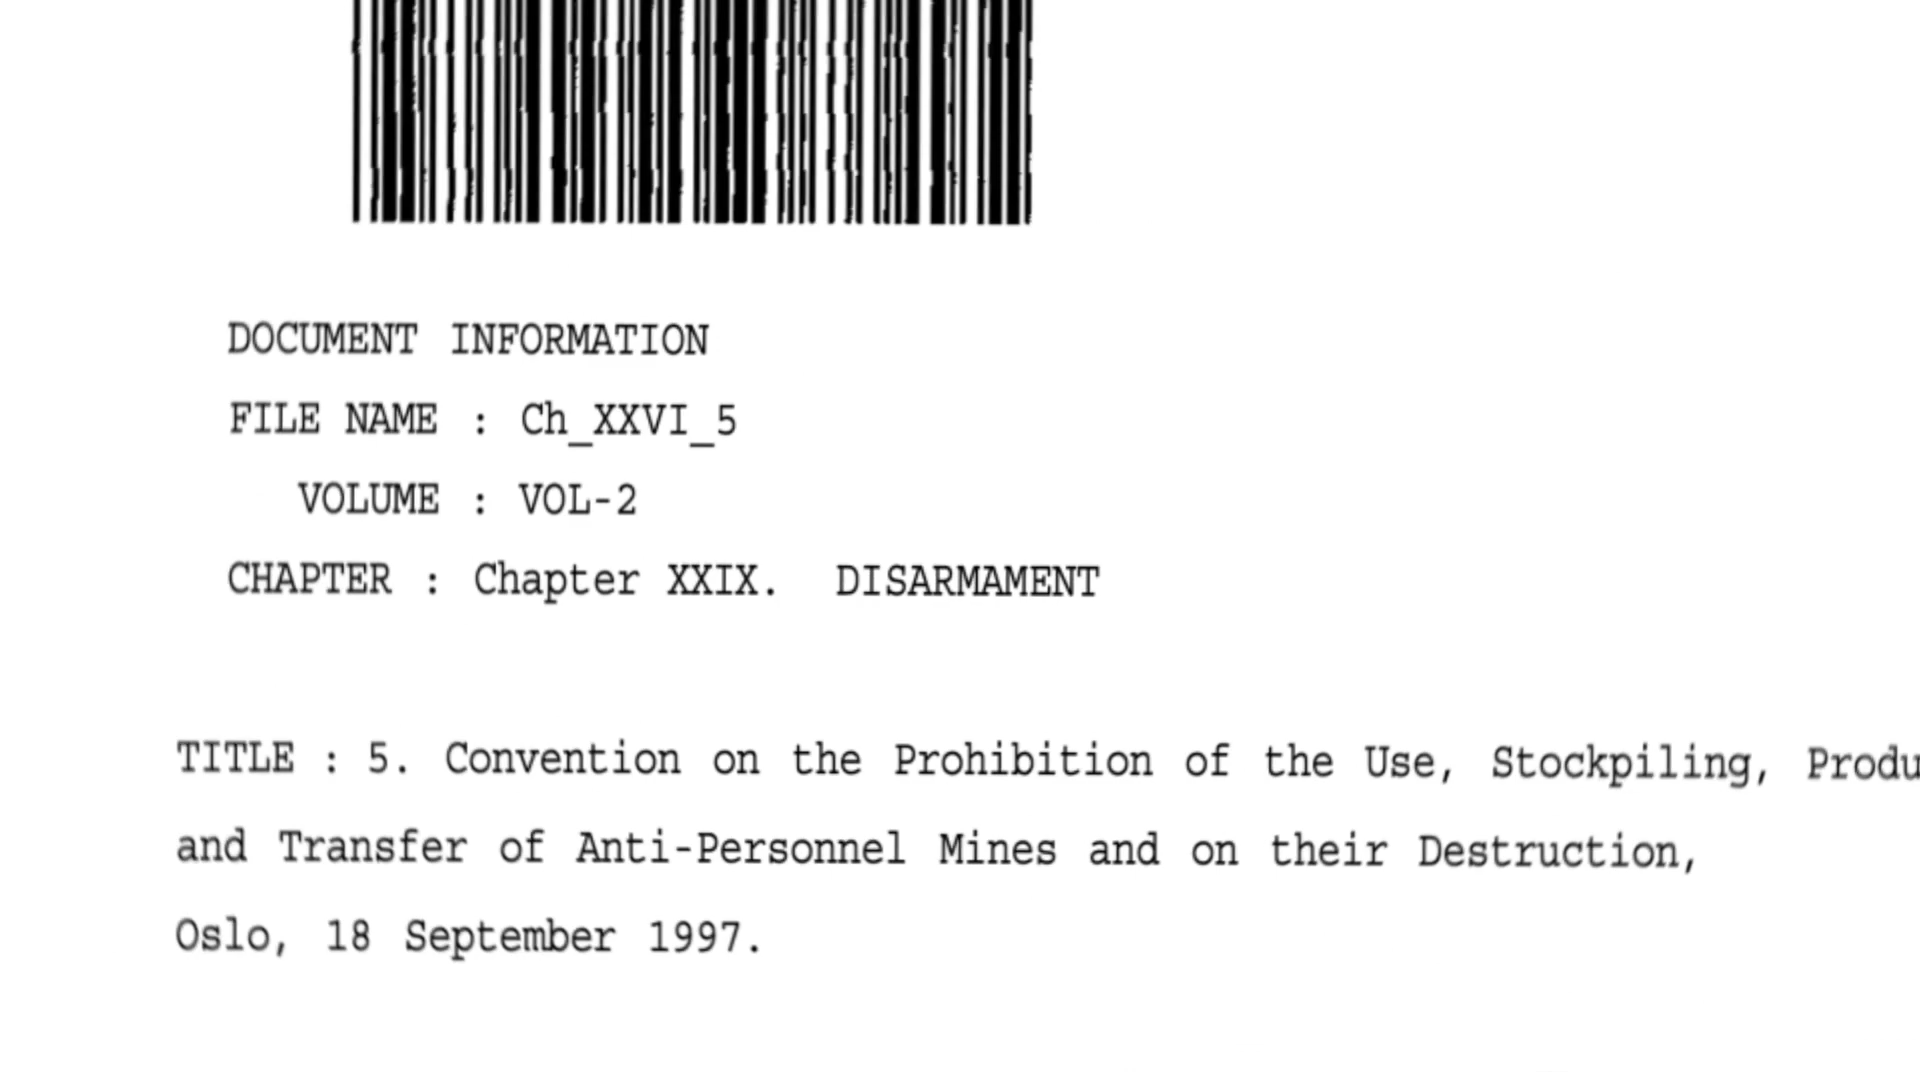 DOCUMENT INFORMATION
FILE NAME : Ch_XXVI_5
VOLUME : VOL-2
CHAPTER : Chapter XXIX. DISARMAMENT
TITLE : 5. Convention on the Prohibition of the Use, Stockpiling, Produ
and Transfer of Anti-Personnel Mines and on their Destruction,
Oslo, 18 September 1997.